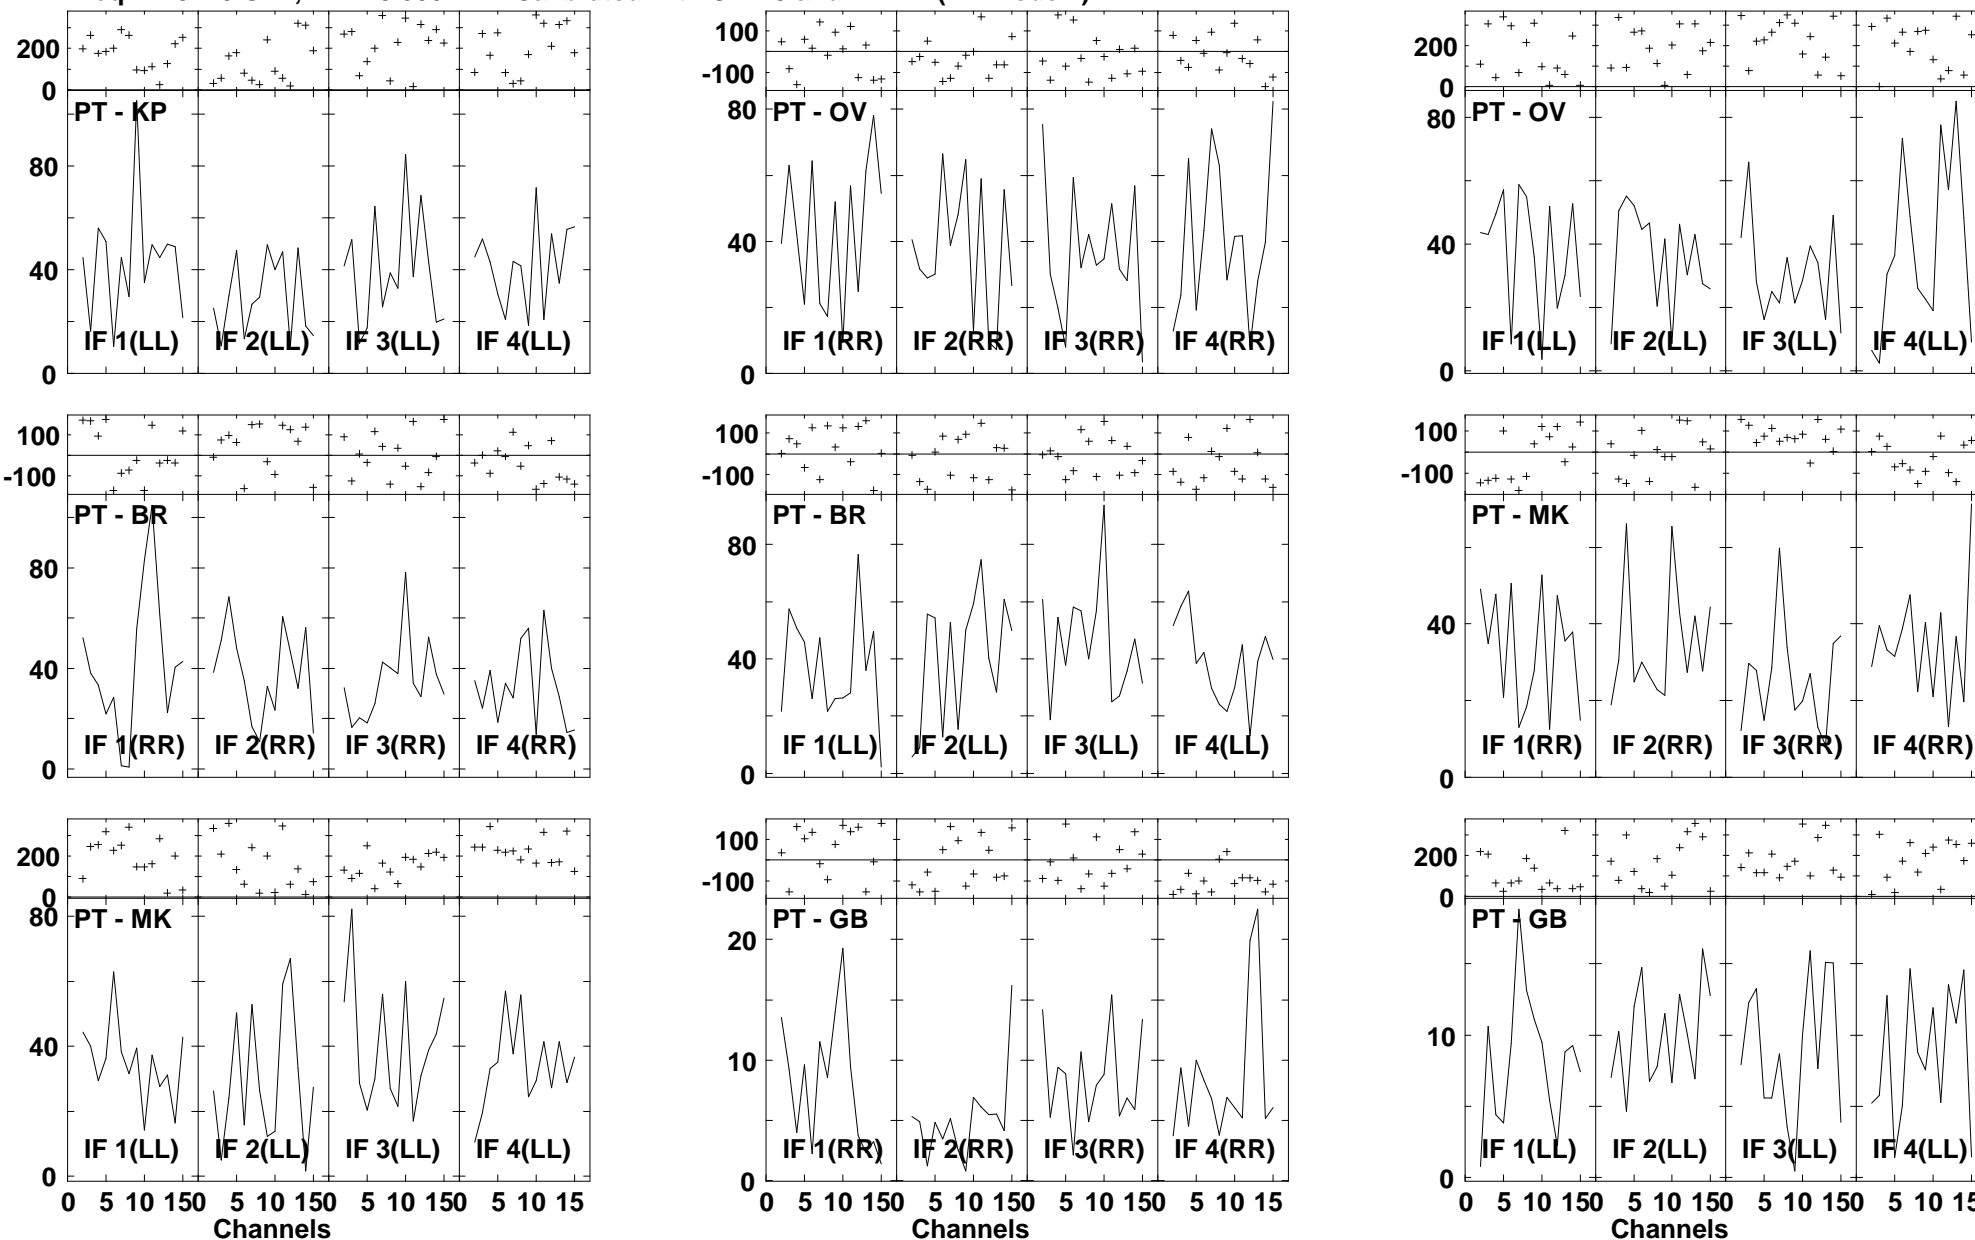 200
0
PT - KP
80
40
0
IF 1(LL) IF 2(LL) IF 3(LL) IF 4(LL)
100
-100
PT - OV
80
40
0
IF 1(RR) IF 2(RR) IF 3(RR) IF 4(RR)
200
0
PT - OV
80
40
0
IF 1(LL) IF 2(LL) IF 3(LL) IF 4(LL)
100
-100
PT - BR
80
40
0
IF 1(RR) IF 2(RR) IF 3(RR) IF 4(RR)
100
-100
PT - BR
80
40
0
IF 1(LL) IF 2(LL) IF 3(LL) IF 4(LL)
100
-100
PT - MK
40
0
IF 1(RR) IF 2(RR) IF 3(RR) IF 4(RR)
200
0
PT - MK
80
40
0
IF 1(LL) IF 2(LL) IF 3(LL) IF 4(LL)
0 5 10 150 5 10 150 5 10 150 5 10 15
Channels
100
-100
PT - GB
20
10
0
IF 1(RR) IF 2(RR) IF 3(RR) IF 4(RR)
0 5 10 150 5 10 150 5 10 150 5 10 15
Channels
200
0
PT - GB
10
0
IF 1(LL) IF 2(LL) IF 3(LL) IF 4(LL)
0 5 10 150 5 10 150 5 10 150 5 10 15
Channels